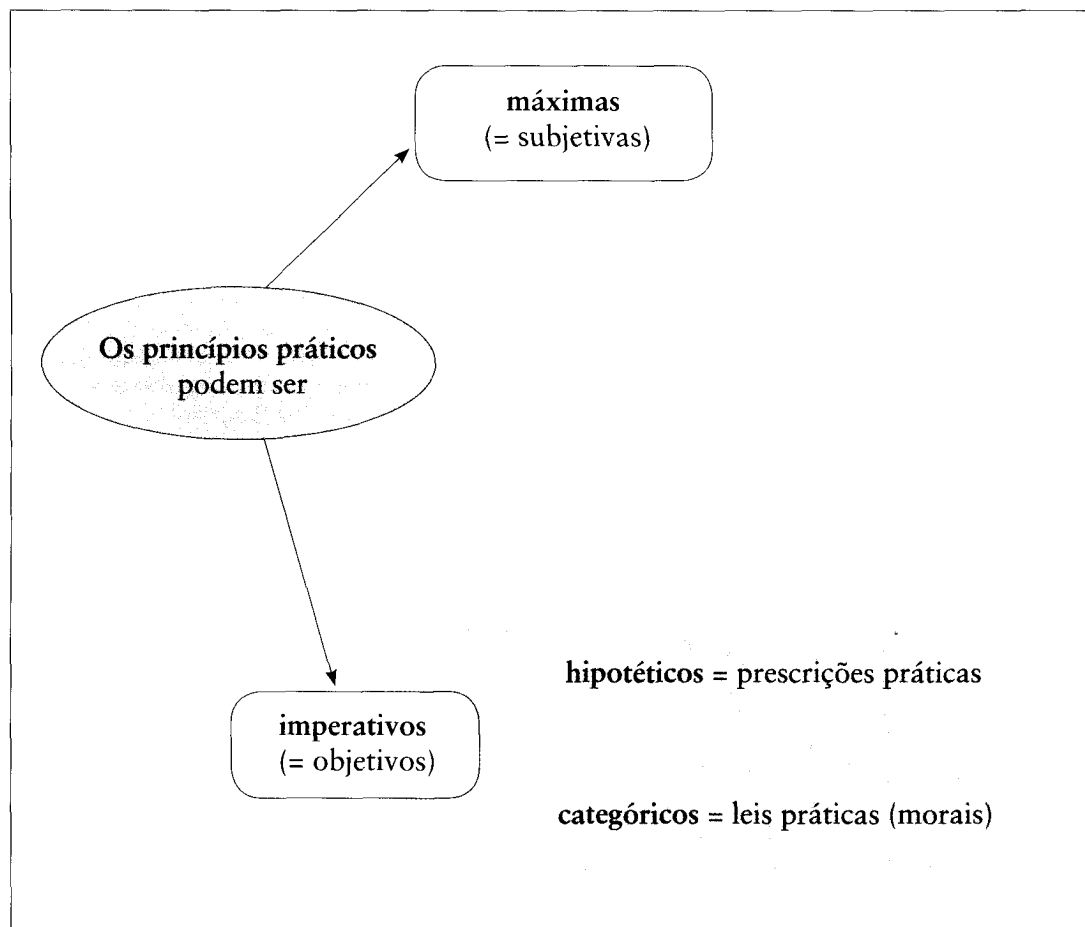 máximas
(= subjetivas)
Os princípios práticos
podem ser
hipotéticos = prescrições práticas
imperativos
(= objetivos)
categóricos = leis práticas (morais)